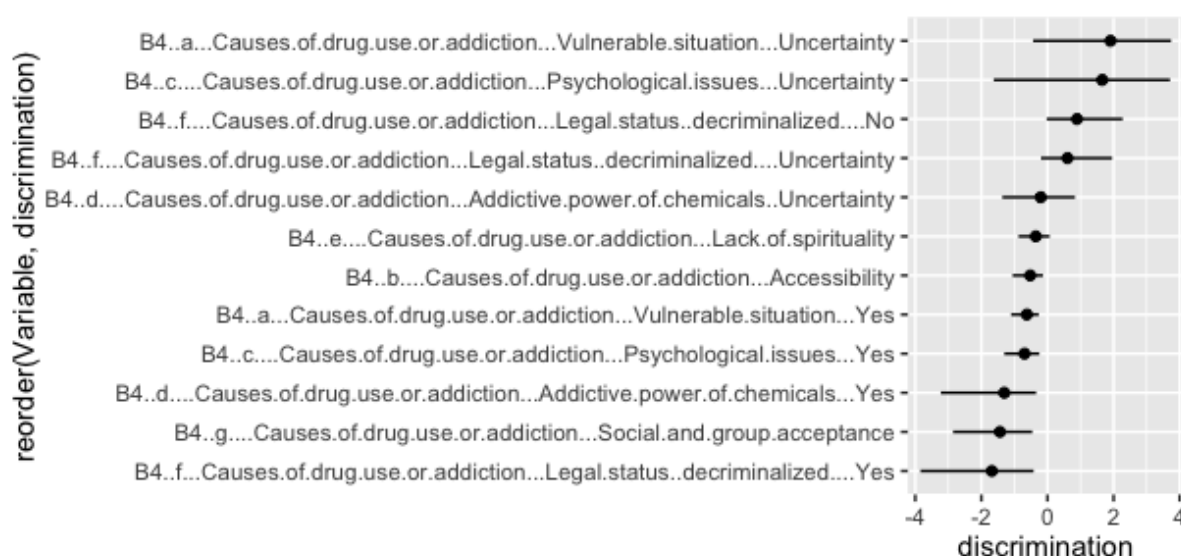 reorder(Variable, discrimination)
B4..a...Causes.of.drug.use.or.addiction...Vulnerable.situation...Uncertainty
B4..c....Causes.of.drug.use.or.addiction...Psychological.issues...Uncertainty
B4..f....Causes.of.drug.use.or.addiction...Legal.status..decriminalized....No
B4..f....Causes.of.drug.use.or.addiction...Legal.status..decriminalized....Uncertainty
B4..d....Causes.of.drug.use.or.addiction...Addictive.power.of.chemicals..Uncertainty
B4..e....Causes.of.drug.use.or.addiction...Lack.of.spirituality
B4..b....Causes.of.drug.use.or.addiction...Accessibility
B4..a...Causes.of.drug.use.or.addiction...Vulnerable.situation...Yes
B4..c....Causes.of.drug.use.or.addiction...Psychological.issues...Yes
B4..d....Causes.of.drug.use.or.addiction...Addictive.power.of.chemicals...Yes
B4..g....Causes.of.drug.use.or.addiction...Social.and.group.acceptance
B4..f...Causes.of.drug.use.or.addiction...Legal.status..decriminalized....Yes
-4 -2 0 2 4
discrimination